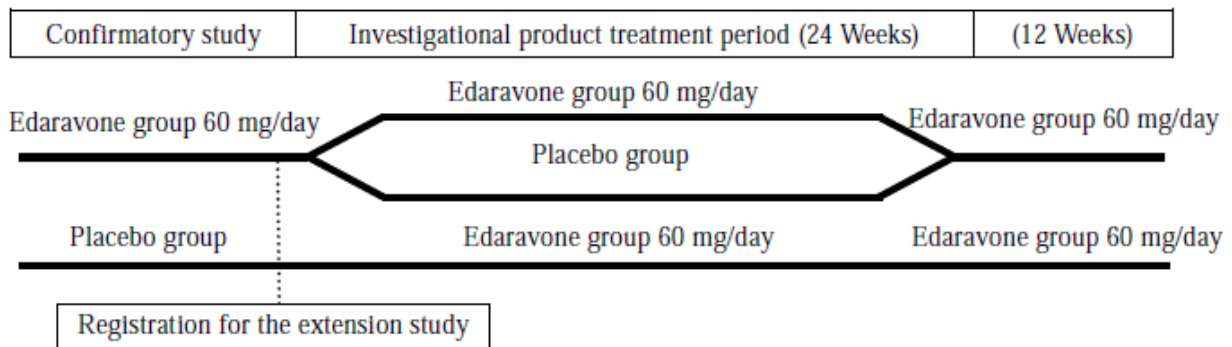 Confirmatory study
Investigational product treatment period (24 Weeks)
(12 Weeks)
Edaravone group 60 mg/day
Edaravone group 60 mg/day
Edaravone group 60 mg/day
Placebo group
Placebo group
Edaravone group 60 mg/day
Edaravone group 60 mg/day
Registration for the extension study